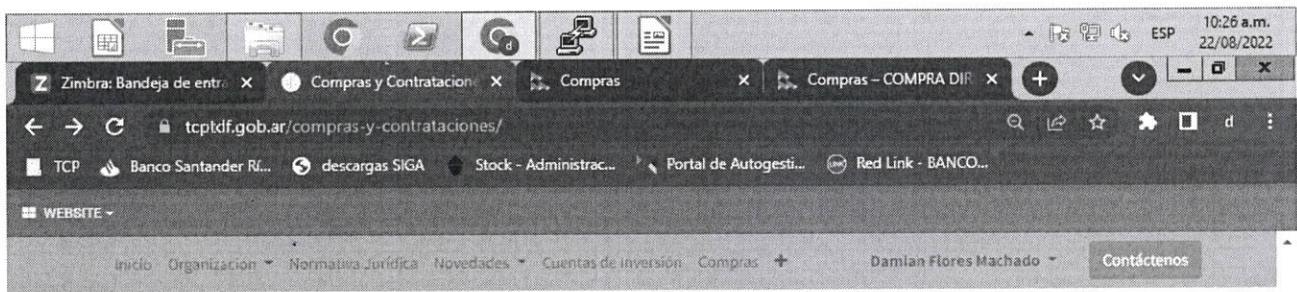 ESP 10:26 a.m.
22/08/2022
Z Zimbra: Bandeja de entra x Compras y Contratacion x Compras x Compras – COMPRA DIR x +
tcptdf.gob.ar/compras-y-contrataciones/ d
TCP Banco Santander Rí... descargas SIGA Stock - Administrac... Portal de Autogesti... Red Link - BANCO...
WEBSITE
Inicio Organización Normativa Jurídica Novedades Cuentas de Inversión Compras + Damian Flores Machado Contáctenos